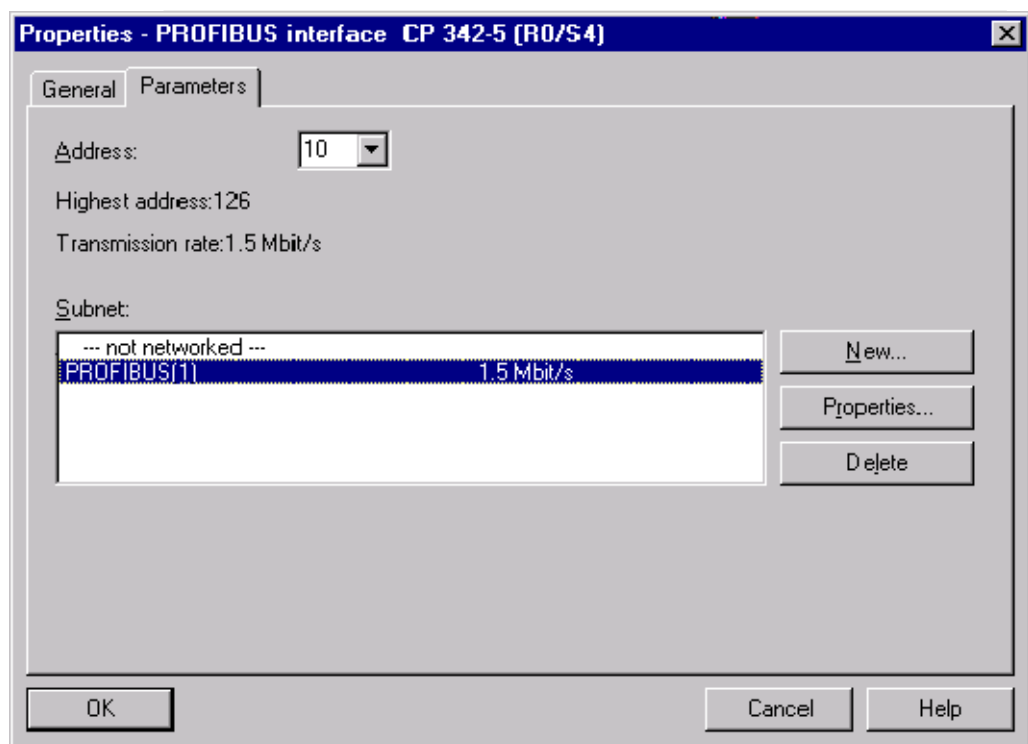 Properties - PROFIBUS interface CP 342-5 (R0/S4)
General Parameters
Address: 10
Highest address:126
Transmission rate:1.5 Mbit/s
Subnet:
--- not networked ---
PROFIBUS(1) 1.5 Mbit/s
New...
Properties...
Delete
OK Cancel Help